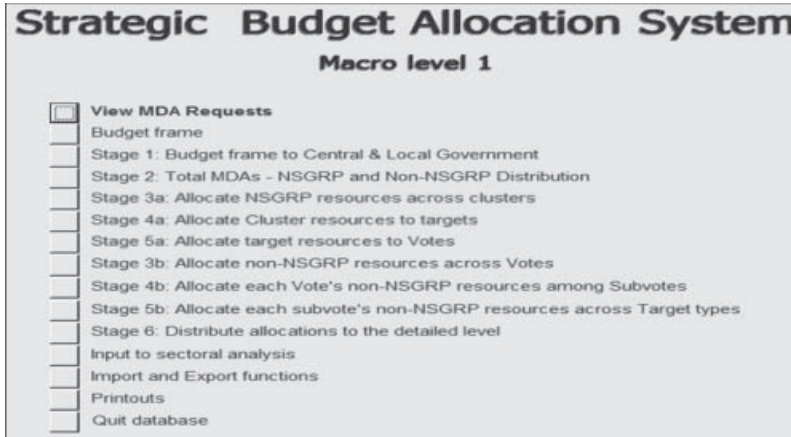 Strategic Budget Allocation System
Macro level 1
View MDA Requests
Budget frame
Stage 1: Budget frame to Central & Local Government
Stage 2: Total MDAs - NSGRP and Non-NSGRP Distribution
Stage 3a: Allocate NSGRP resources across clusters
Stage 4a: Allocate Cluster resources to targets
Stage 5a: Allocate target resources to Votes
Stage 3b: Allocate non-NSGRP resources across Votes
Stage 4b: Allocate each Vote's non-NSGRP resources among Subvotes
Stage 5b: Allocate each subvote's non-NSGRP resources across Target types
Stage 6: Distribute allocations to the detailed level
Input to sectoral analysis
Import and Export functions
Printouts
Quit database